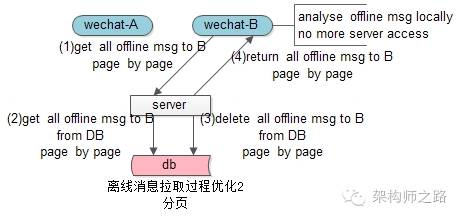 wechat-A
wechat-B
analyse offline msg locally
no more server access
(1)get all offline msg to B
page by page
(4)return all offline msg to B
page by page
server
(2)get all offline msg to B
from DB
page by page
(3)delete all offline msg to B
from DB
page by page
db
离线消息拉取过程优化2
分页
架构师之路